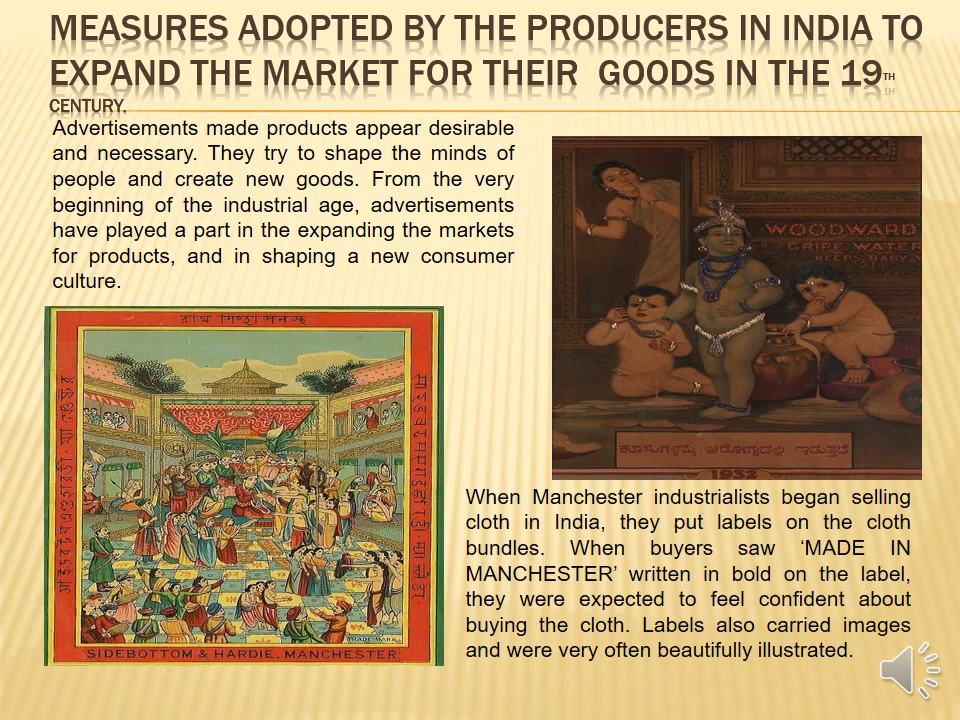 MEASURES ADOPTED BY THE PRODUCERS IN INDIA TO
EXPAND THE MARKET FOR THEIR GOODS IN THE 19TH
CENTURY.
Advertisements made products appear desirable
and necessary. They try to shape the minds of
people and create new goods. From the very
beginning of the industrial age, advertisements
have played a part in the expanding the markets
for products, and in shaping a new consumer
culture.
WOODWARD'
GRIPE WATER
KEEPS BABY
ಆರೋಗ್ಯದಲ್ಲಿ ಇಡುತ್ತದೆ
1932
TRADE MARK
SIDEBOTTOM & HARDIE. MANCHESTER
When Manchester industrialists began selling
cloth in India, they put labels on the cloth
bundles. When buyers saw ‘MADE IN
MANCHESTER’ written in bold on the label,
they were expected to feel confident about
buying the cloth. Labels also carried images
and were very often beautifully illustrated.